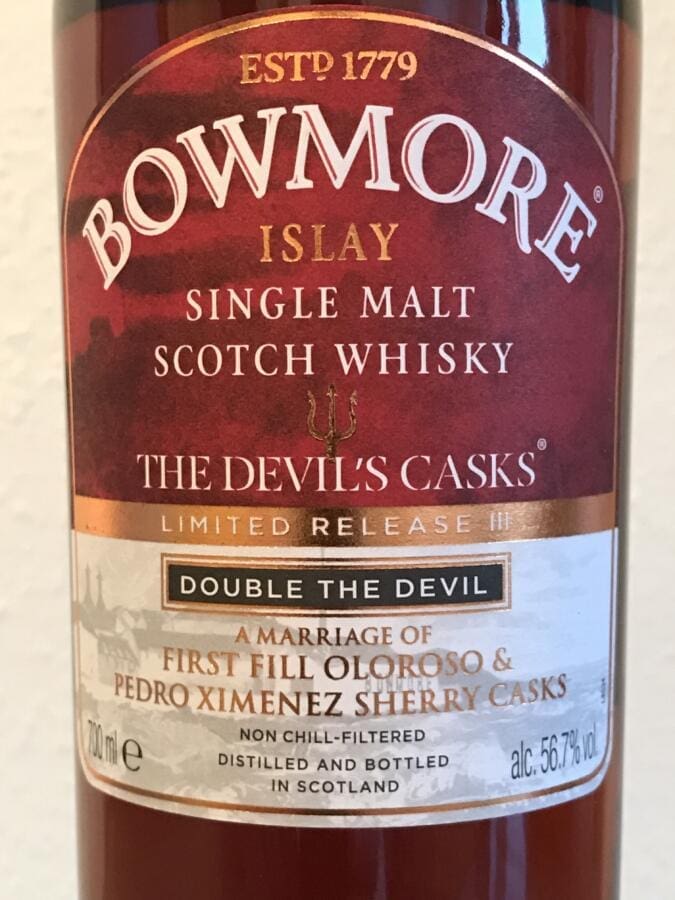 ESTD 1779
BOWMORE®
ISLAY
SINGLE MALT
SCOTCH WHISKY
THE DEVIL'S CASKS®
LIMITED RELEASE III
DOUBLE THE DEVIL
A MARRIAGE OF
FIRST FILL OLOROSO &
PEDRO XIMENEZ SHERRY CASKS
BOWMORE
NON CHILL-FILTERED
700 ml e
DISTILLED AND BOTTLED
IN SCOTLAND
alc. 56.7% vol.